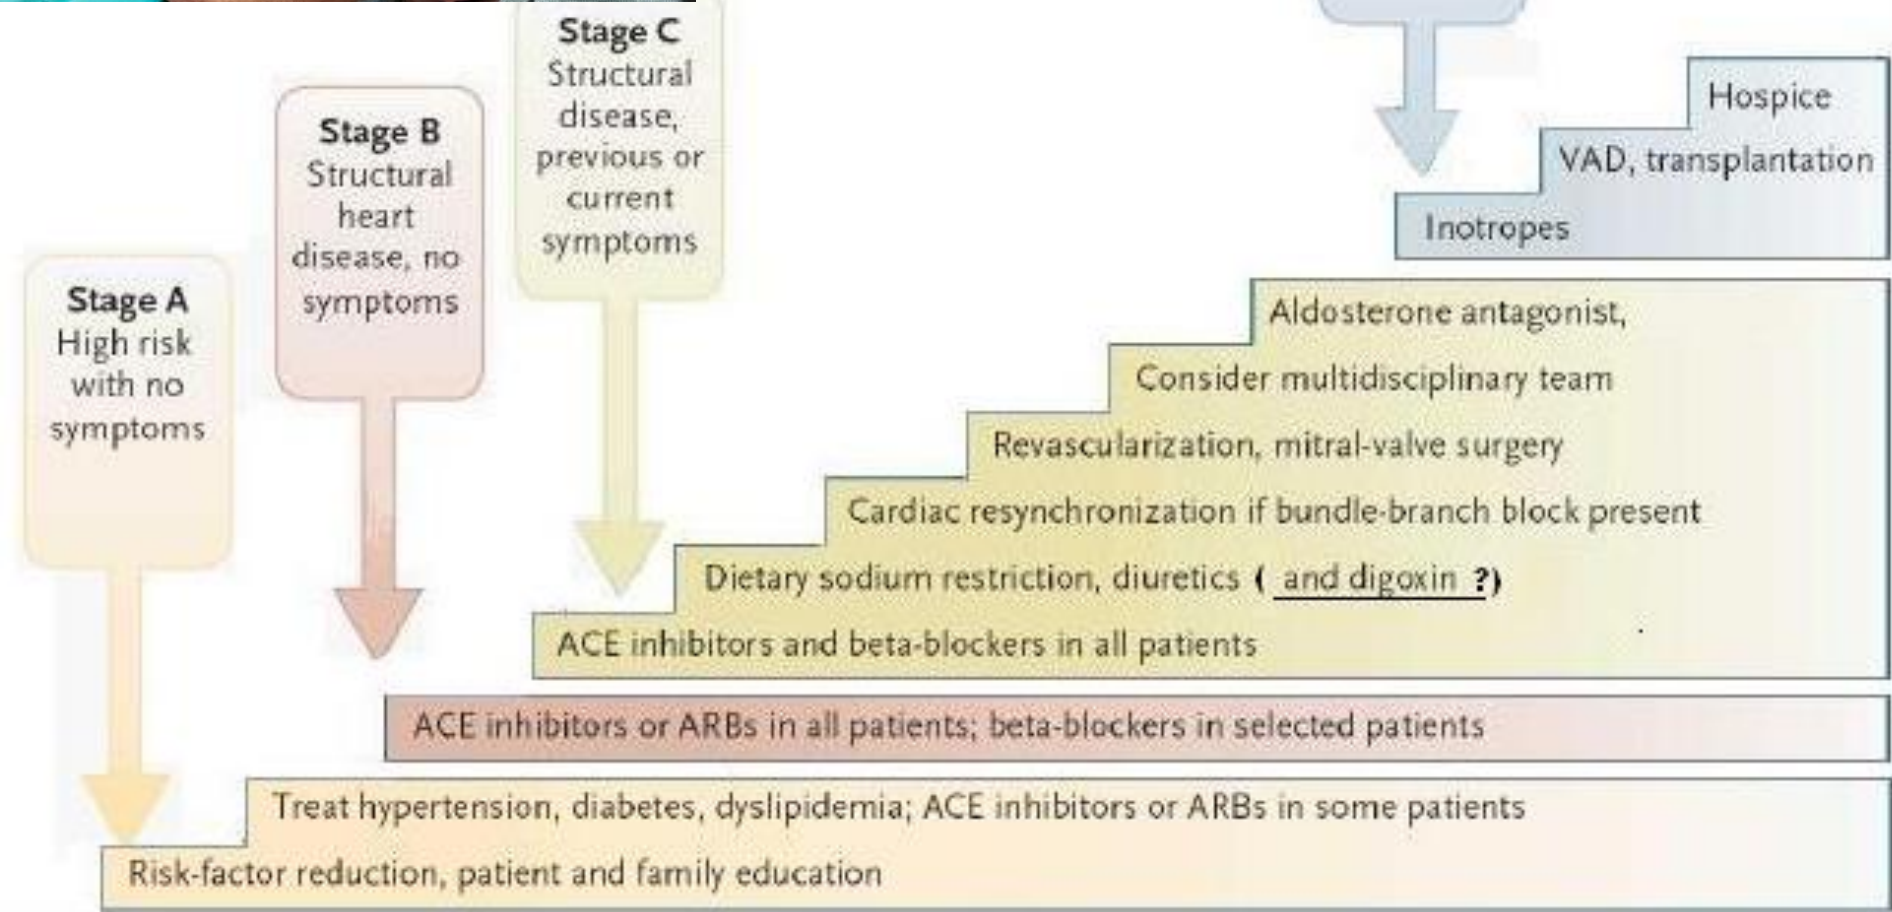 Stage C
Structural
disease,
previous or
current
symptoms
Stage B
Structural
heart
disease, no
symptoms
Stage A
High risk
with no
symptoms
Hospice
VAD, transplantation
Inotropes
Aldosterone antagonist,
Consider multidisciplinary team
Revascularization, mitral-valve surgery
Cardiac resynchronization if bundle-branch block present
Dietary sodium restriction, diuretics ( and digoxin ?)
ACE inhibitors and beta-blockers in all patients
ACE inhibitors or ARBs in all patients; beta-blockers in selected patients
Treat hypertension, diabetes, dyslipidemia; ACE inhibitors or ARBs in some patients
Risk-factor reduction, patient and family education